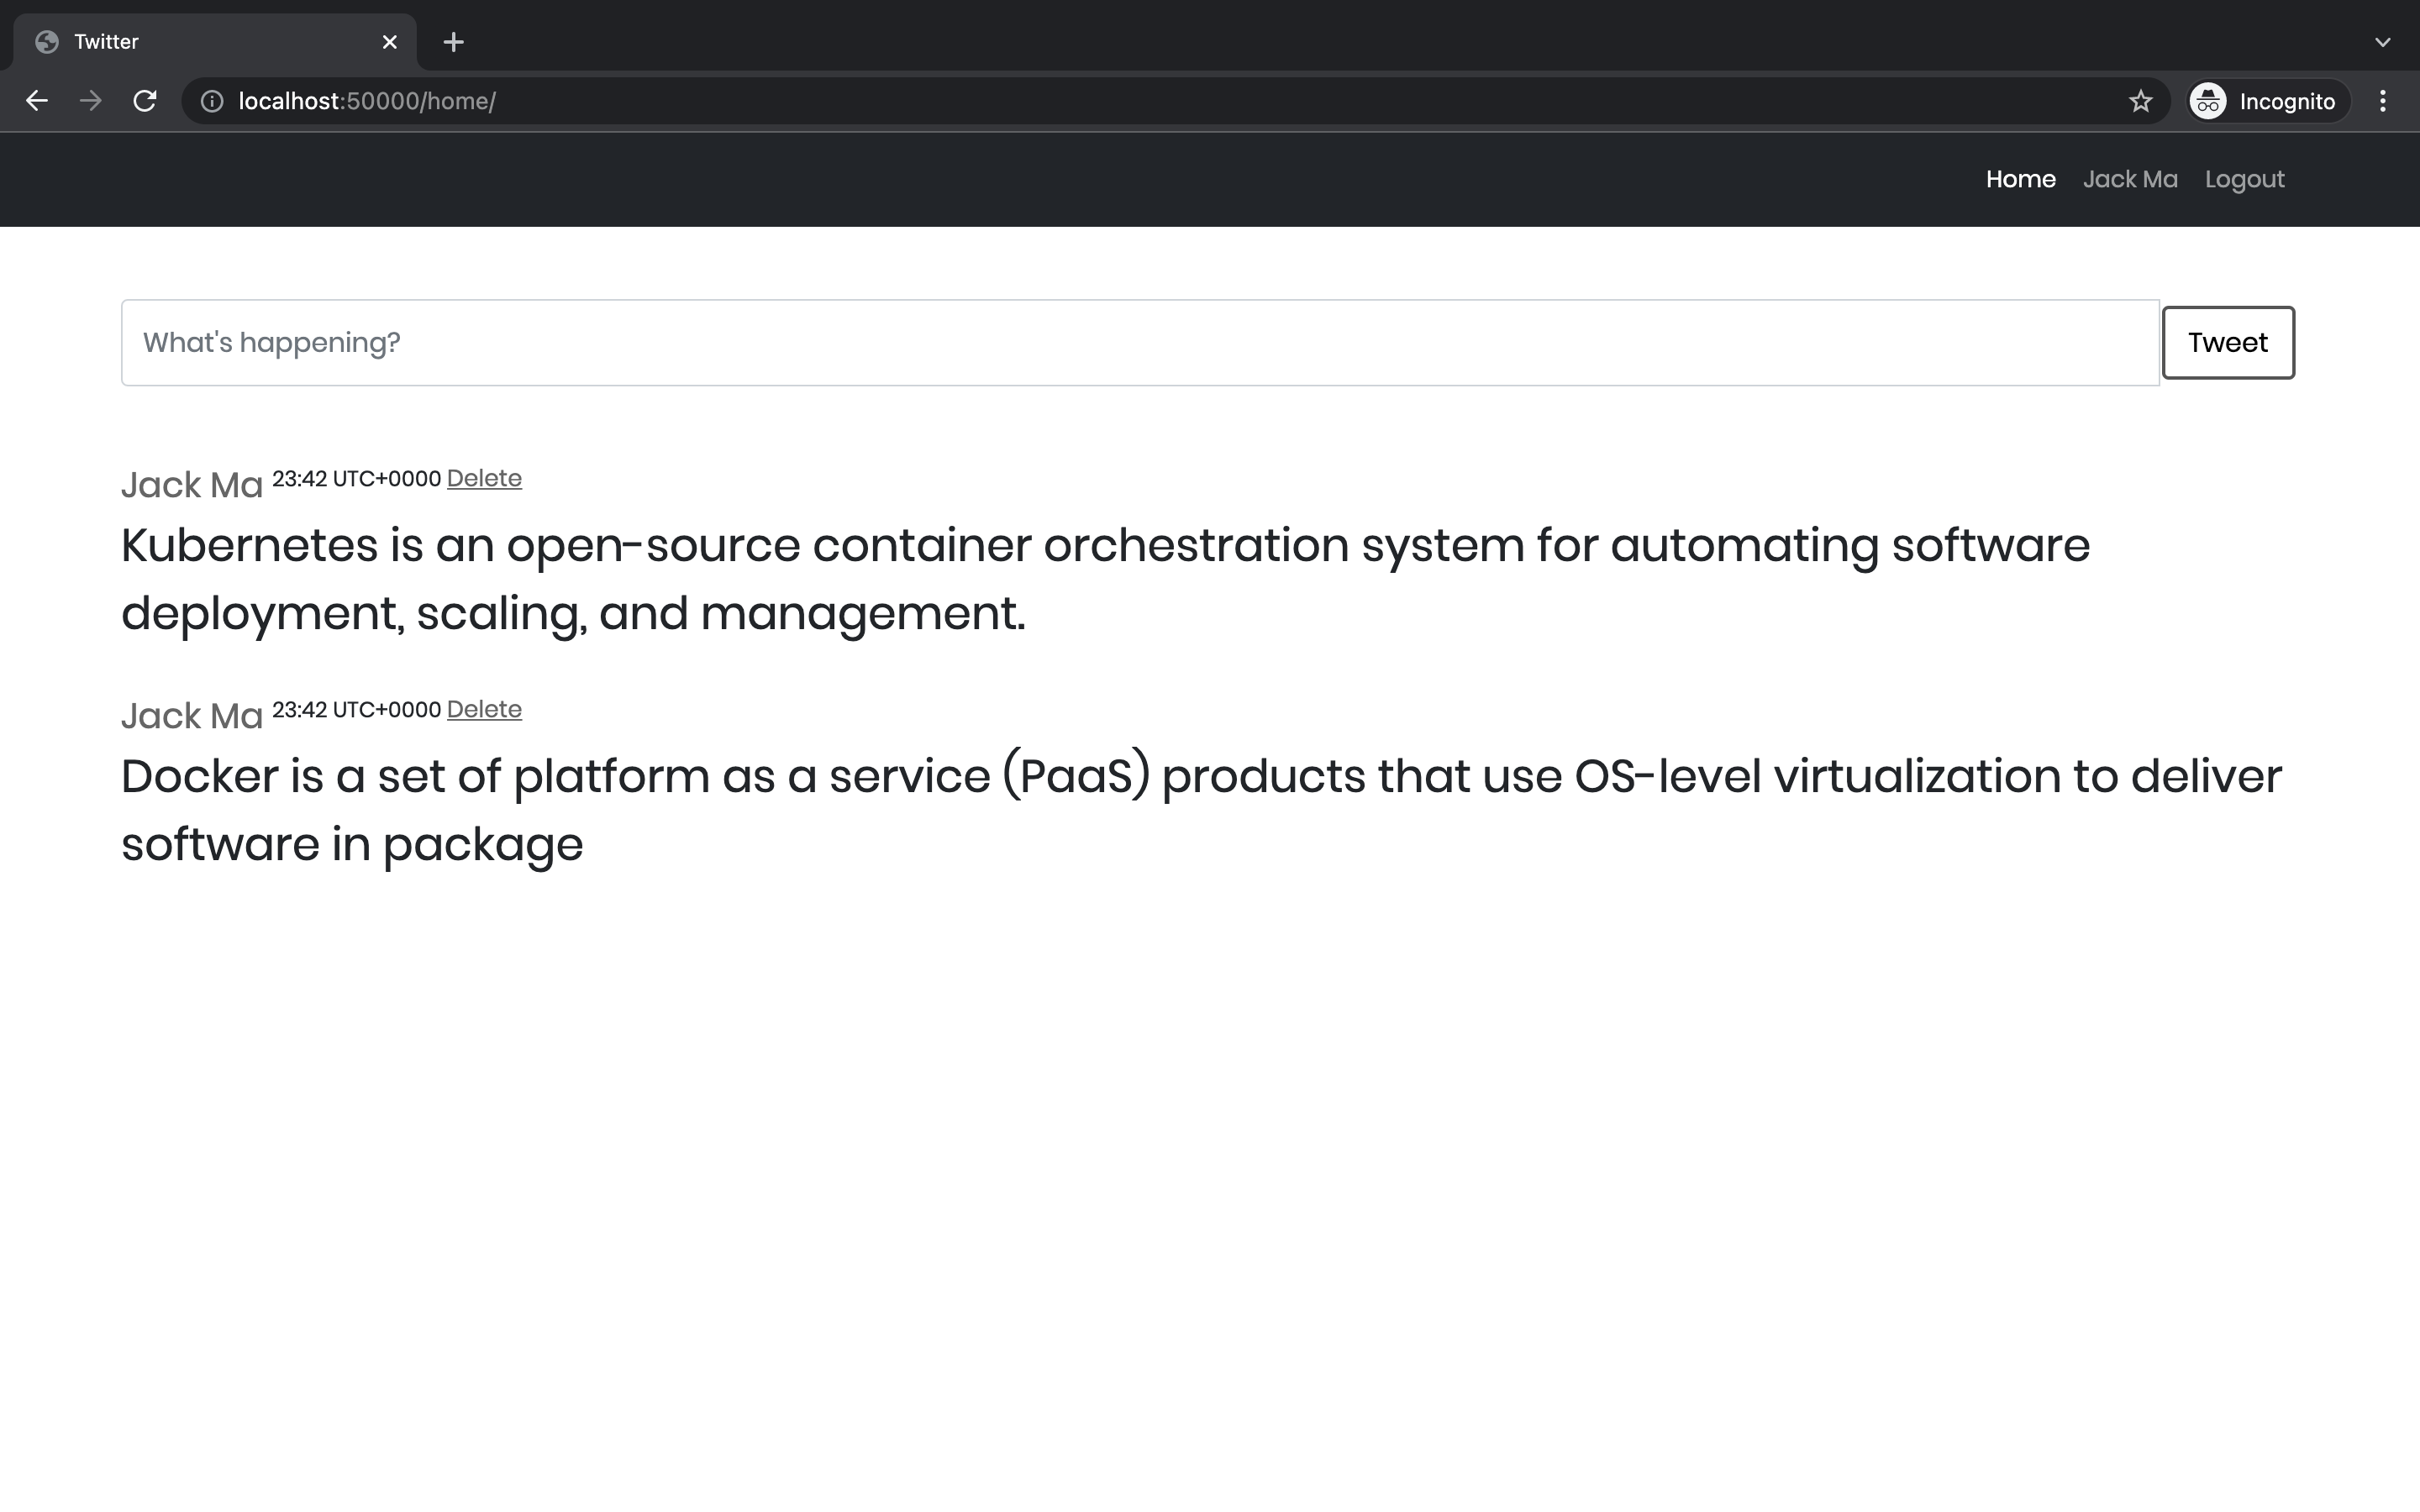 Twitter
localhost:50000/home/
Incognito
Home Jack Ma Logout
What's happening?
Tweet
Jack Ma 23:42 UTC+0000 Delete
Kubernetes is an open-source container orchestration system for automating software
deployment, scaling, and management.
Jack Ma 23:42 UTC+0000 Delete
Docker is a set of platform as a service (PaaS) products that use OS-level virtualization to deliver
software in package